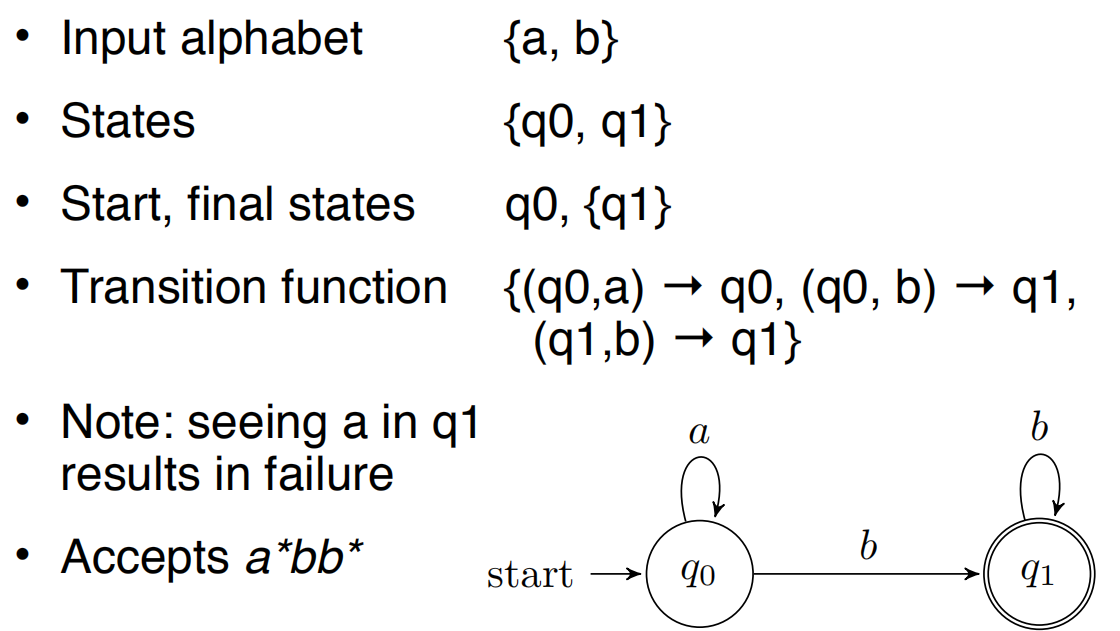 • Input alphabet {a, b}
• States {q0, q1}
• Start, final states q0, {q1}
• Transition function {(q0,a) → q0, (q0, b) → q1,
(q1,b) → q1}
• Note: seeing a in q1
results in failure
• Accepts a*bb*
a
b
b
start
q0
q1